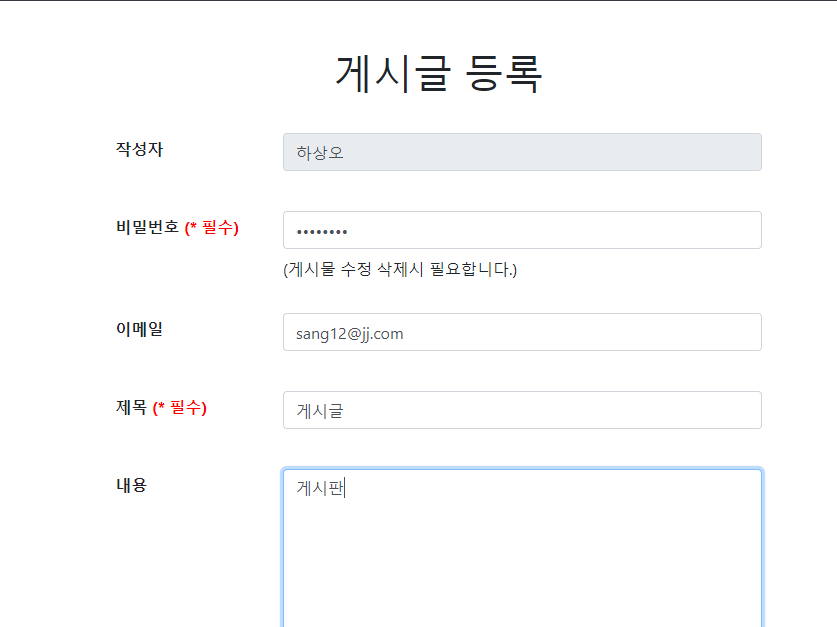 게시글 등록
작성자
하상오
비밀번호 (* 필수)
••••••••
(게시물 수정 삭제시 필요합니다.)
이메일
sang12@jj.com
제목 (* 필수)
게시글
내용
게시판